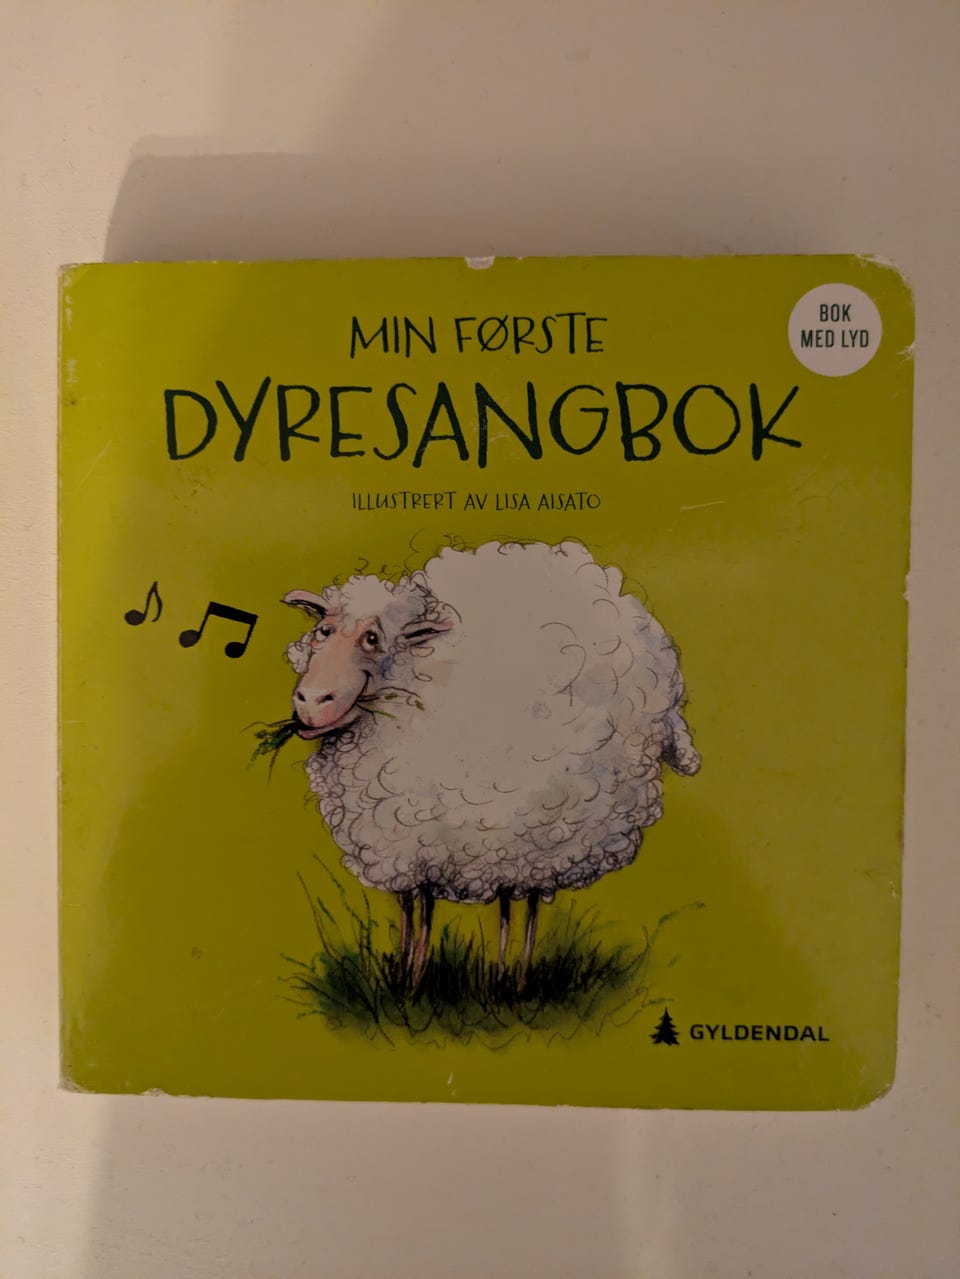 MIN FØRSTE
DYRESANGBOK
ILLUSTRERT AV LISA AISATO
BOK
MED LYD
GYLDENDAL